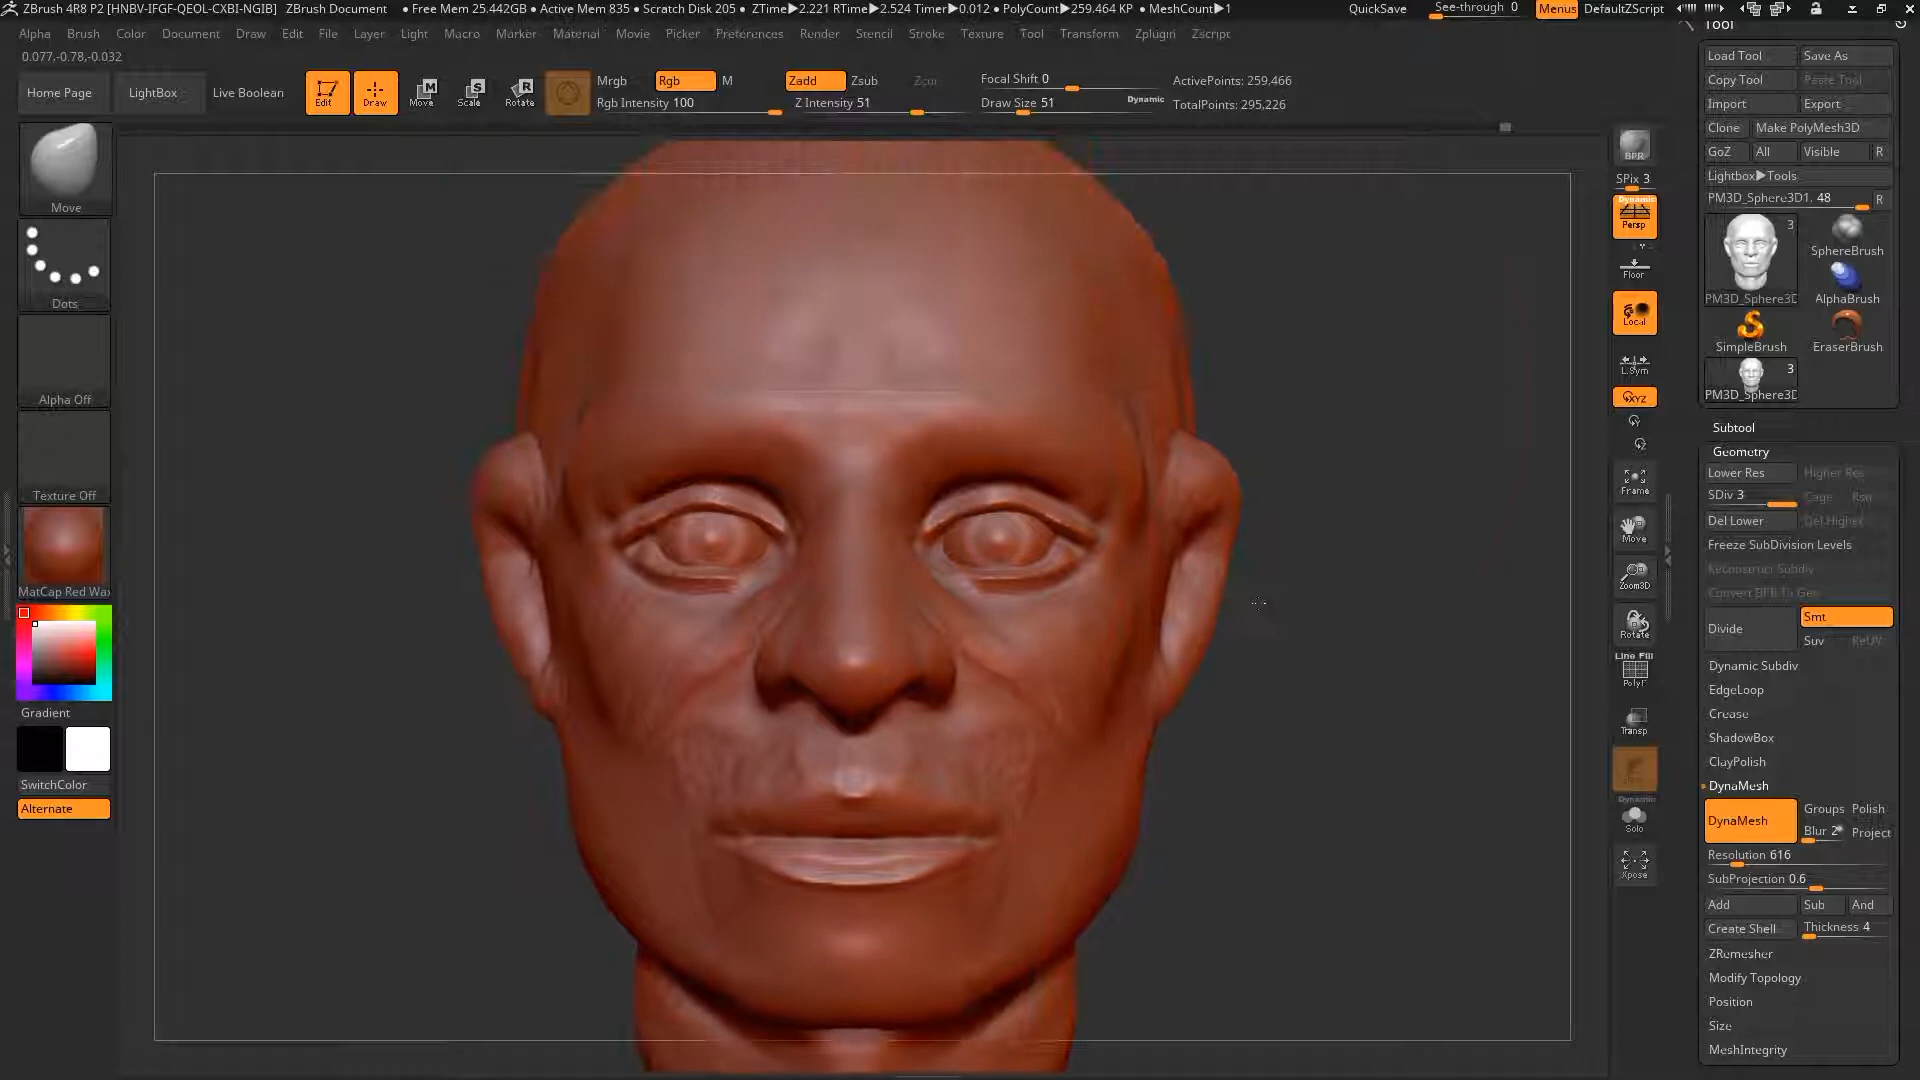 ZBrush 4R8 P2 [HNBV-IFGF-QEOL-CXBI-NGIB] ZBrush Document • Free Mem 25.442GB • Active Mem 835 • Scratch Disk 205 • ZTime▶2.221 RTime▶2.524 Timer▶0.012 • PolyCount▶259.464 KP • MeshCount▶1 QuickSave See-through 0 Menus DefaultZScript
Alpha Brush Color Document Draw Edit File Layer Light Macro Marker Material Movie Picker Preferences Render Stencil Stroke Texture Tool Transform Zplugin Zscript
0.077,-0.78,-0.032
Home Page LightBox Live Boolean Edit Draw Move Scale Rotate
M S R
Mrgb Rgb M Zadd Zsub Zcut Focal Shift 0 ActivePoints: 259,466
Rgb Intensity 100 Z Intensity 51 Draw Size 51 Dynamic TotalPoints: 295,226
Move
Dots
Alpha Off
Texture Off
MatCap Red Wax
Gradient
SwitchColor
Alternate
BPR
SPix 3
Dynamic
Persp
Floor
Local
L.Sym
XYZ
Frame
Move
Zoom3D
Rotate
Line Fill
PolyF
Transp
Dynamic
Solo
Xpose
Tool
Load Tool Save As
Copy Tool Paste Tool
Import Export
Clone Make PolyMesh3D
GoZ All Visible R
Lightbox▶Tools
PM3D_Sphere3D1. 48 R
3
SphereBrush
PM3D_Sphere3D AlphaBrush
SimpleBrush EraserBrush
3
PM3D_Sphere3D
Subtool
Geometry
Lower Res Higher Res
SDiv 3 Cage Rstr
Del Lower Del Higher
Freeze SubDivision Levels
Reconstruct Subdiv
Convert BPR To Geo
Divide Smt
Suv ReUV
Dynamic Subdiv
EdgeLoop
Crease
ShadowBox
ClayPolish
DynaMesh
DynaMesh Groups Polish
Blur 2 Project
Resolution 616
SubProjection 0.6
Add Sub And
Create Shell Thickness 4
ZRemesher
Modify Topology
Position
Size
MeshIntegrity